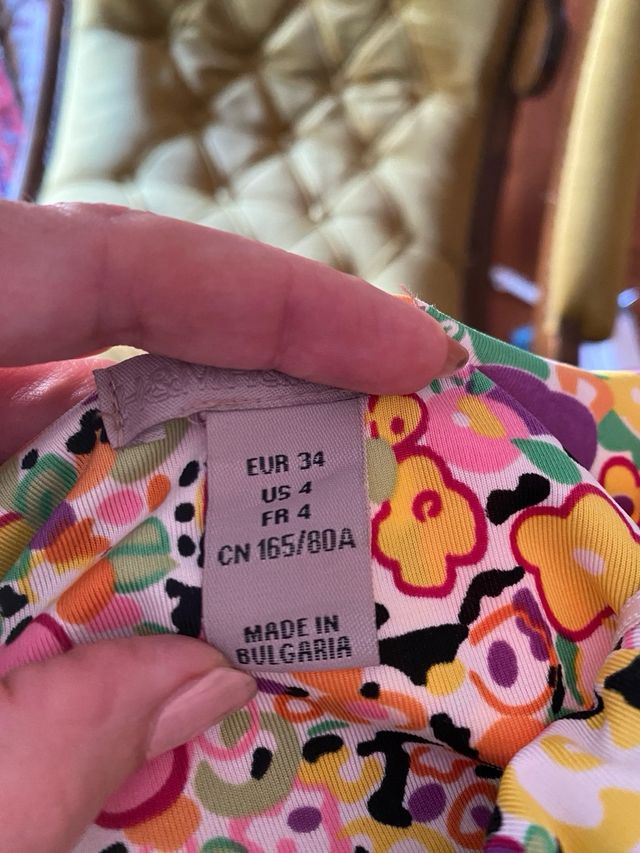 EUR 34
US 4
FR 4
CN 165/80A
MADE IN
BULGARIA